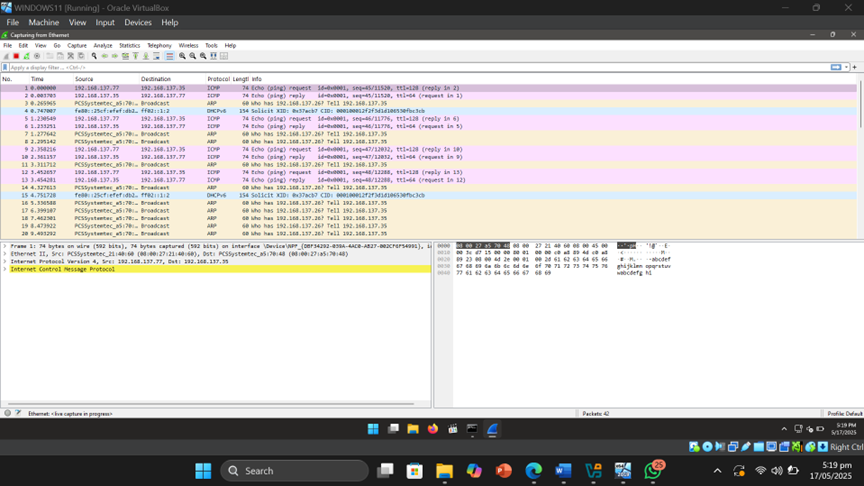 WINDOWS11 [Running] - Oracle VirtualBox
File Machine View Input Devices Help
Capturing from Ethernet
File Edit View Go Capture Analyze Statistics Telephony Wireless Tools Help
Apply a display filter ... <Ctrl-/>
No. Time Source Destination Protocol Length Info
1 0.000000 192.168.137.77 192.168.137.35 ICMP 74 Echo (ping) request id=0x0001, seq=45/11520, ttl=128 (reply in 2)
2 0.003703 192.168.137.35 192.168.137.77 ICMP 74 Echo (ping) reply id=0x0001, seq=45/11520, ttl=64 (request in 1)
3 0.265965 PCSSystemtec_a5:70:… Broadcast ARP 60 Who has 192.168.137.26? Tell 192.168.137.35
4 0.747007 fe80::25cf:efef:db2… ff02::1:2 DHCPv6 154 Solicit XID: 0x37acb7 CID: 000100012f2f3d1d106530fbc3cb
5 1.230549 192.168.137.77 192.168.137.35 ICMP 74 Echo (ping) request id=0x0001, seq=46/11776, ttl=128 (reply in 6)
6 1.233251 192.168.137.35 192.168.137.77 ICMP 74 Echo (ping) reply id=0x0001, seq=46/11776, ttl=64 (request in 5)
7 1.277642 PCSSystemtec_a5:70:… Broadcast ARP 60 Who has 192.168.137.26? Tell 192.168.137.35
8 2.295142 PCSSystemtec_a5:70:… Broadcast ARP 60 Who has 192.168.137.26? Tell 192.168.137.35
9 2.358216 192.168.137.77 192.168.137.35 ICMP 74 Echo (ping) request id=0x0001, seq=47/12032, ttl=128 (reply in 10)
10 2.361157 192.168.137.35 192.168.137.77 ICMP 74 Echo (ping) reply id=0x0001, seq=47/12032, ttl=64 (request in 9)
11 3.311712 PCSSystemtec_a5:70:… Broadcast ARP 60 Who has 192.168.137.26? Tell 192.168.137.35
12 3.452657 192.168.137.77 192.168.137.35 ICMP 74 Echo (ping) request id=0x0001, seq=48/12288, ttl=128 (reply in 13)
13 3.454281 192.168.137.35 192.168.137.77 ICMP 74 Echo (ping) reply id=0x0001, seq=48/12288, ttl=64 (request in 12)
14 4.327613 PCSSystemtec_a5:70:… Broadcast ARP 60 Who has 192.168.137.26? Tell 192.168.137.35
15 4.751728 fe80::25cf:efef:db2… ff02::1:2 DHCPv6 154 Solicit XID: 0x37acb7 CID: 000100012f2f3d1d106530fbc3cb
16 5.336588 PCSSystemtec_a5:70:… Broadcast ARP 60 Who has 192.168.137.26? Tell 192.168.137.35
17 6.399107 PCSSystemtec_a5:70:… Broadcast ARP 60 Who has 192.168.137.26? Tell 192.168.137.35
18 7.462301 PCSSystemtec_a5:70:… Broadcast ARP 60 Who has 192.168.137.26? Tell 192.168.137.35
19 8.473922 PCSSystemtec_a5:70:… Broadcast ARP 60 Who has 192.168.137.26? Tell 192.168.137.35
20 9.493292 PCSSystemtec_a5:70:… Broadcast ARP 60 Who has 192.168.137.26? Tell 192.168.137.35
Frame 1: 74 bytes on wire (592 bits), 74 bytes captured (592 bits) on interface
Ethernet II, Src: PCSSystemtec_21:40:60 (08:00:27:21:40:60), Dst: PCSSystemtec_a5:70:48 (08:00:27:a5:70:48)
Internet Protocol Version 4, Src: 192.168.137.77, Dst: 192.168.137.35
Internet Control Message Protocol
0000 08 00 27 a5 70 48 08 00 27 21 40 60 08 00 45 00
0010 00 3c d7 15 00 00 80 01 00 00 c0 a8 89 4d c0 a8
0020 89 23 08 00 4d 2e 00 01 00 2d 61 62 63 64 65 66
0030 67 68 69 6a 6b 6c 6d 6e 6f 70 71 72 73 74 75 76 ghijklmn opqrstuv
0040 77 61 62 63 64 65 66 67 68 69 wabcdefg hi
Ethernet: <live capture in progress> Packets: 42 Profile: Default
5:19 PM
5/17/2025
Right Ctrl
Search
25
5:19 pm
17/05/2025